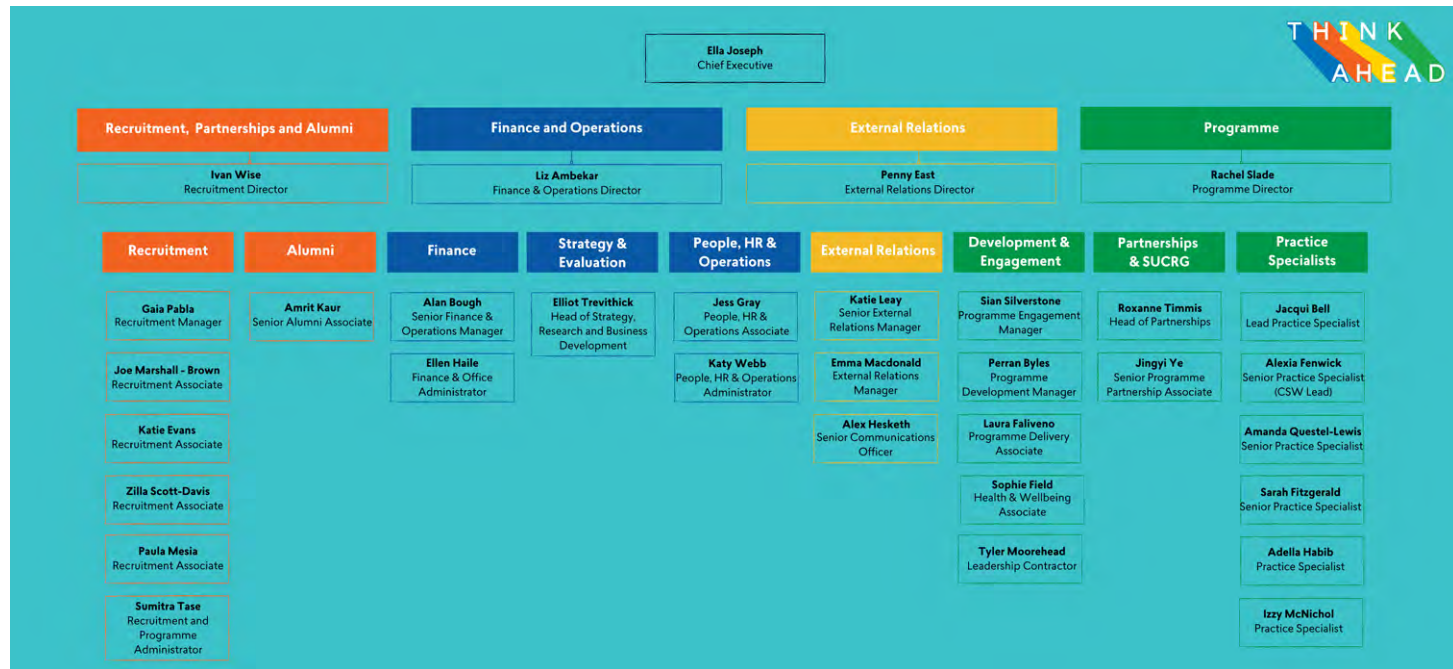 THINK
AHEAD
Ella Joseph
Chief Executive
Recruitment, Partnerships and Alumni
Finance and Operations
External Relations
Programme
Ivan Wise
Recruitment Director
Liz Ambekar
Finance & Operations Director
Penny East
External Relations Director
Rachel Slade
Programme Director
Recruitment
Gaia Pabla
Recruitment Manager
Joe Marshall - Brown
Recruitment Associate
Katie Evans
Recruitment Associate
Zilla Scott-Davis
Recruitment Associate
Paula Mesia
Recruitment Associate
Sumitra Tase
Recruitment and
Programme
Administrator
Alumni
Amrit Kaur
Senior Alumni Associate
Finance
Alan Bough
Senior Finance &
Operations Manager
Ellen Haile
Finance & Office
Administrator
Strategy &
Evaluation
Elliot Trevithick
Head of Strategy,
Research and Business
Development
People, HR &
Operations
Jess Gray
People, HR &
Operations Associate
Katy Webb
People, HR & Operations
Administrator
External Relations
Katie Leay
Senior External
Relations Manager
Emma Macdonald
External Relations
Manager
Alex Hesketh
Senior Communications
Officer
Development &
Engagement
Sian Silverstone
Programme Engagement
Manager
Perran Byles
Programme
Development Manager
Laura Faliveno
Programme Delivery
Associate
Sophie Field
Health & Wellbeing
Associate
Tyler Moorehead
Leadership Contractor
Partnerships
& SUCRG
Roxanne Timmis
Head of Partnerships
Jingyi Ye
Senior Programme
Partnership Associate
Practice
Specialists
Jacqui Bell
Lead Practice Specialist
Alexia Fenwick
Senior Practice Specialist
(CSW Lead)
Amanda Questel-Lewis
Senior Practice Specialist
Sarah Fitzgerald
Senior Practice Specialist
Adella Habib
Practice Specialist
Izzy McNichol
Practice Specialist